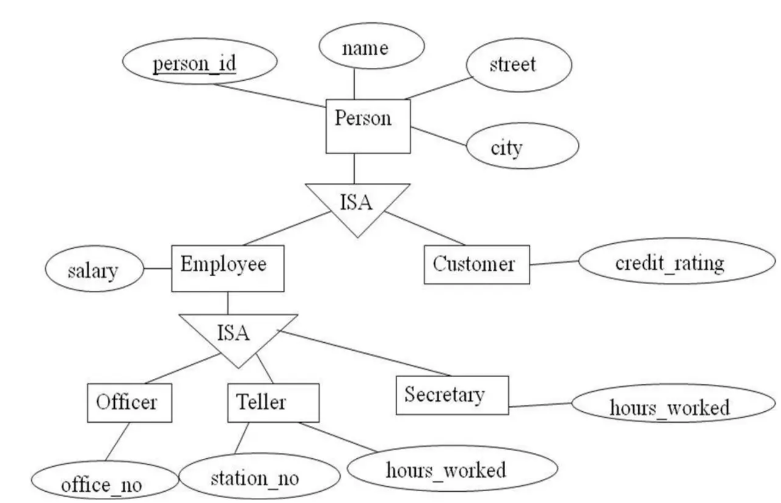 name
person_id
street
Person
city
ISA
Employee
Customer
credit_rating
salary
ISA
Officer
Teller
Secretary
hours_worked
office_no
station_no
hours_worked